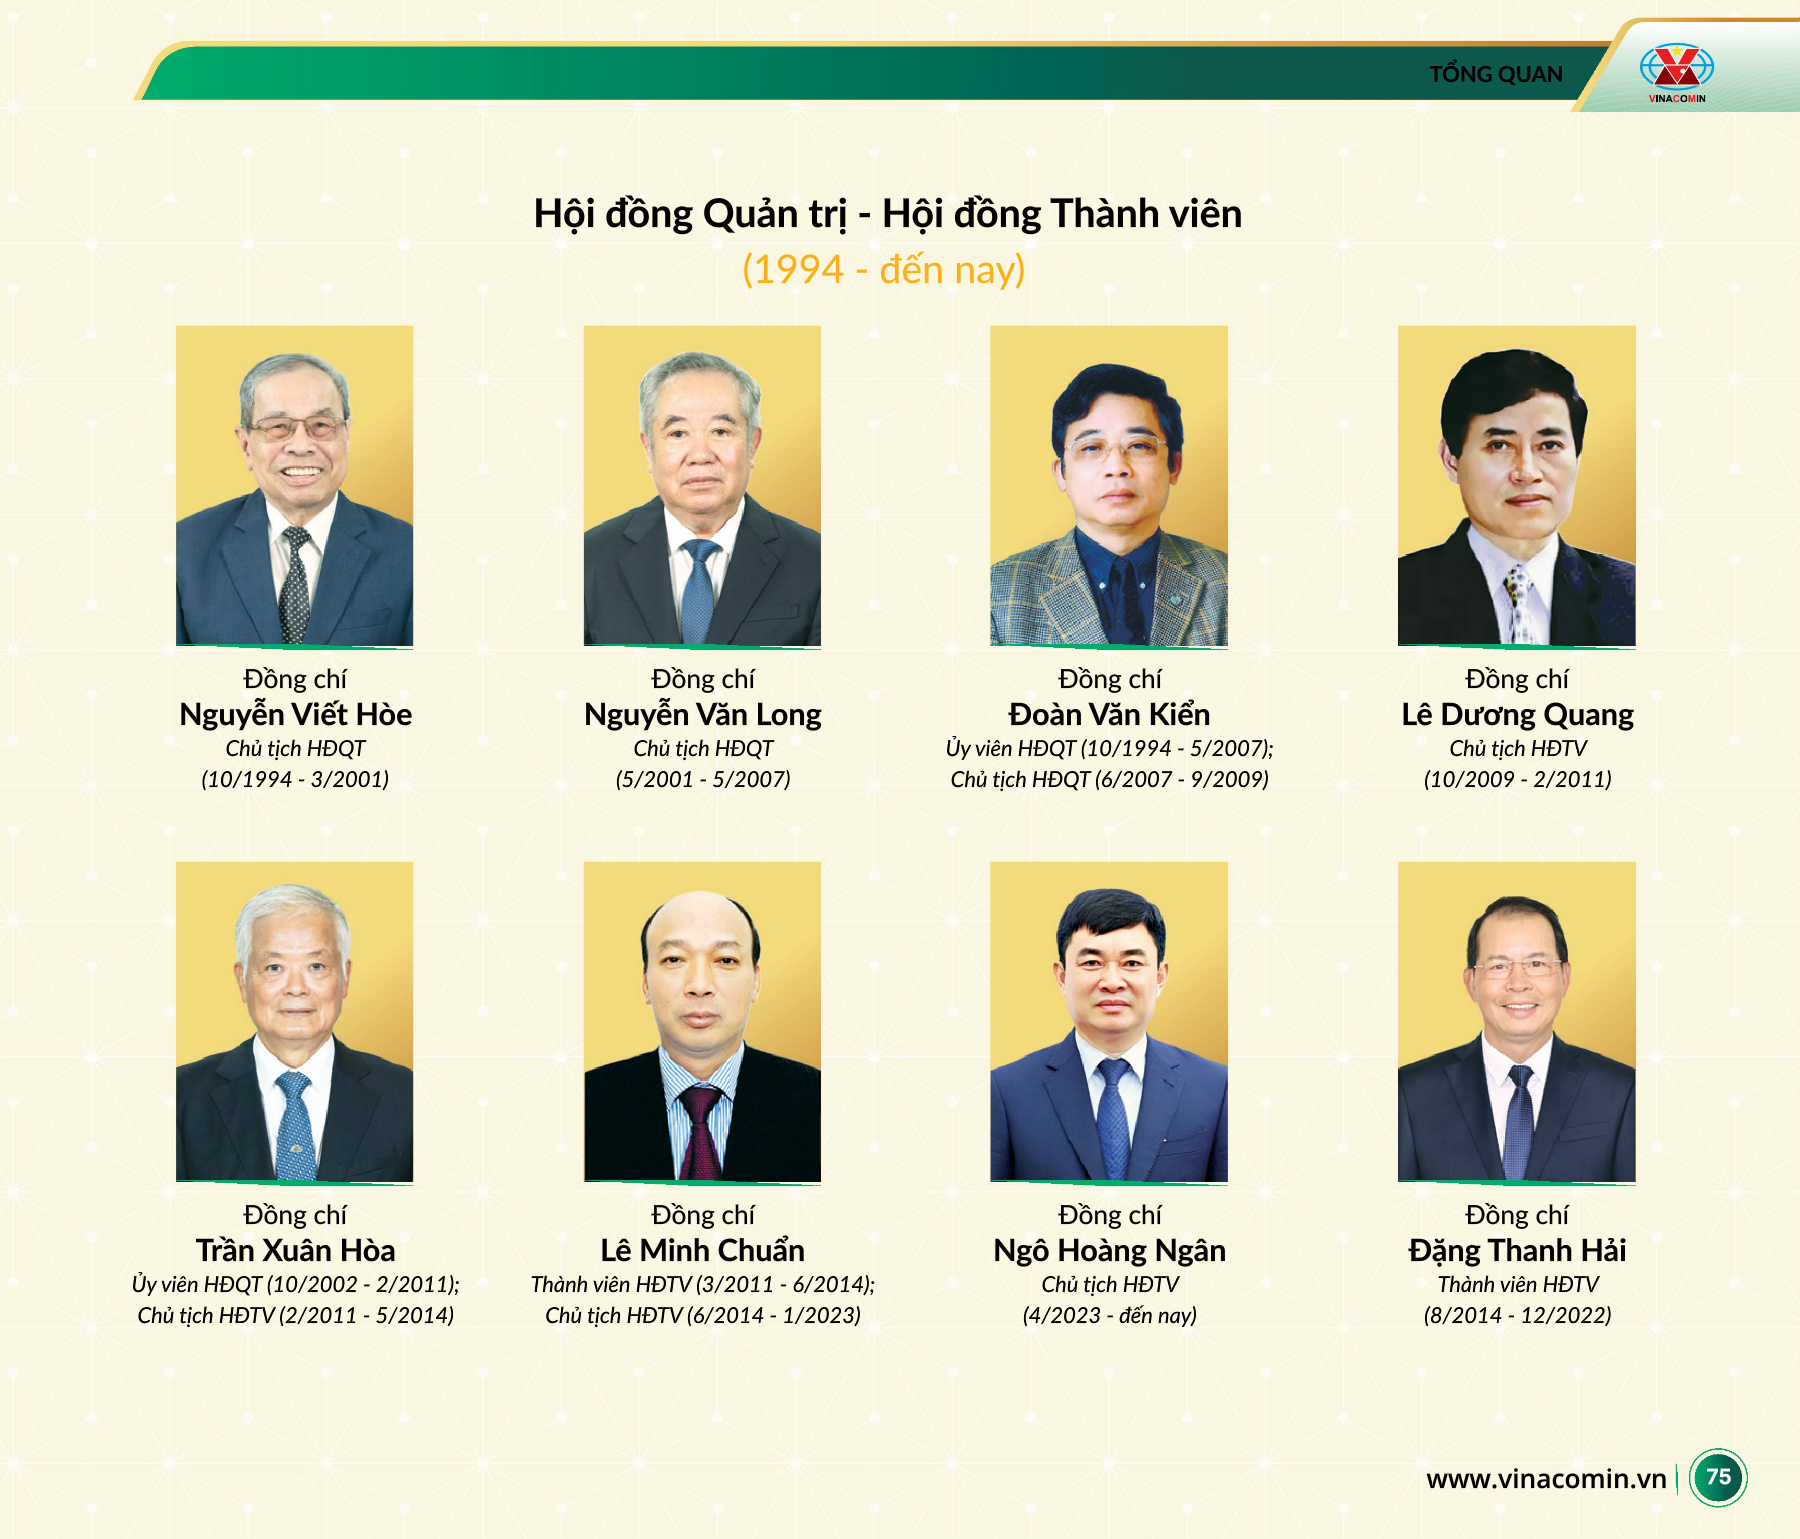 TỔNG QUAN
VINACOMIN
Hội đồng Quản trị - Hội đồng Thành viên
(1994 - đến nay)
Đồng chí
Nguyễn Viết Hòe
Chủ tịch HĐQT
(10/1994 - 3/2001)
Đồng chí
Nguyễn Văn Long
Chủ tịch HĐQT
(5/2001 - 5/2007)
Đồng chí
Đoàn Văn Kiển
Ủy viên HĐQT (10/1994 - 5/2007);
Chủ tịch HĐQT (6/2007 - 9/2009)
Đồng chí
Lê Dương Quang
Chủ tịch HĐTV
(10/2009 - 2/2011)
Đồng chí
Trần Xuân Hòa
Ủy viên HĐQT (10/2002 - 2/2011);
Chủ tịch HĐTV (2/2011 - 5/2014)
Đồng chí
Lê Minh Chuẩn
Thành viên HĐTV (3/2011 - 6/2014);
Chủ tịch HĐTV (6/2014 - 1/2023)
Đồng chí
Ngô Hoàng Ngân
Chủ tịch HĐTV
(4/2023 - đến nay)
Đồng chí
Đặng Thanh Hải
Thành viên HĐTV
(8/2014 - 12/2022)
www.vinacomin.vn
75